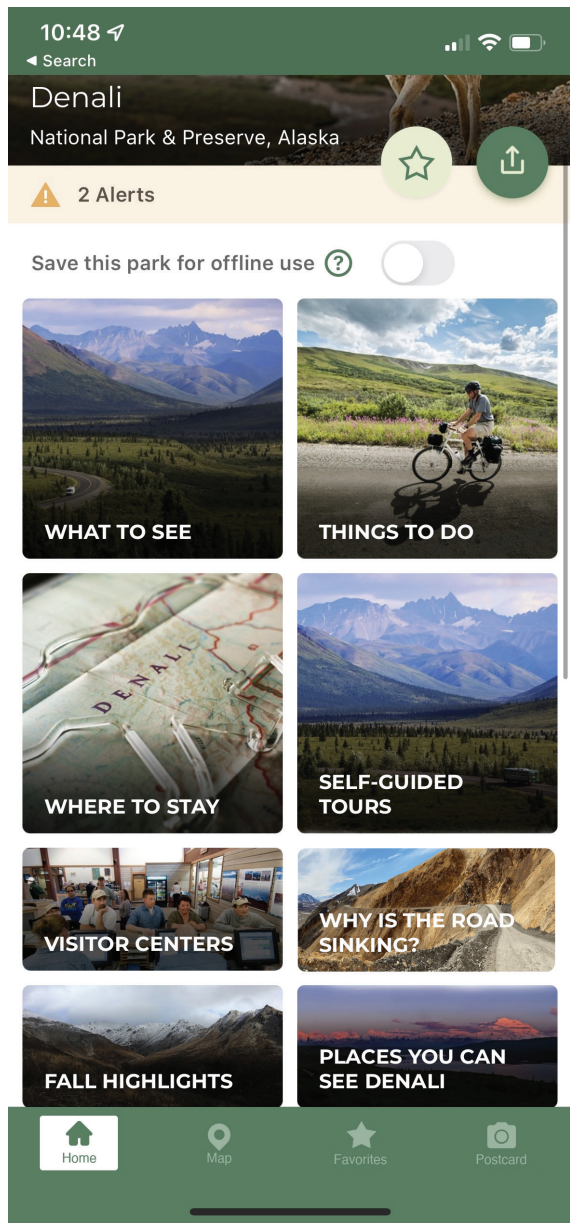 10:48
◀ Search
Denali
National Park & Preserve, Alaska
2 Alerts
Save this park for offline use ?
WHAT TO SEE
THINGS TO DO
DENALI
WHERE TO STAY
SELF-GUIDED
TOURS
VISITOR CENTERS
WHY IS THE ROAD
SINKING?
FALL HIGHLIGHTS
PLACES YOU CAN
SEE DENALI
Home
Map
Favorites
Postcard